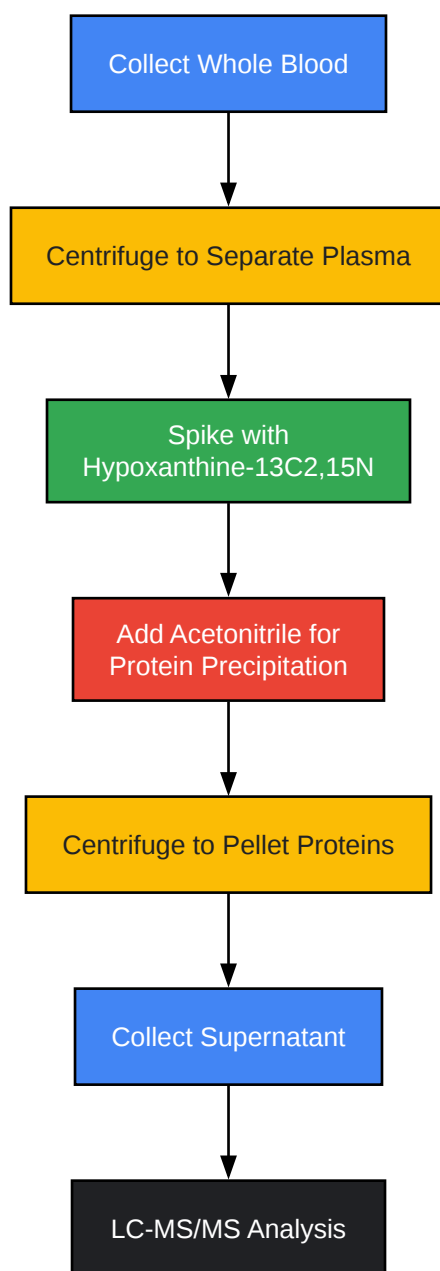 Collect Whole Blood
Centrifuge to Separate Plasma
Spike with
Hypoxanthine-13C2,15N
Add Acetonitrile for
Protein Precipitation
Centrifuge to Pellet Proteins
Collect Supernatant
LC-MS/MS Analysis